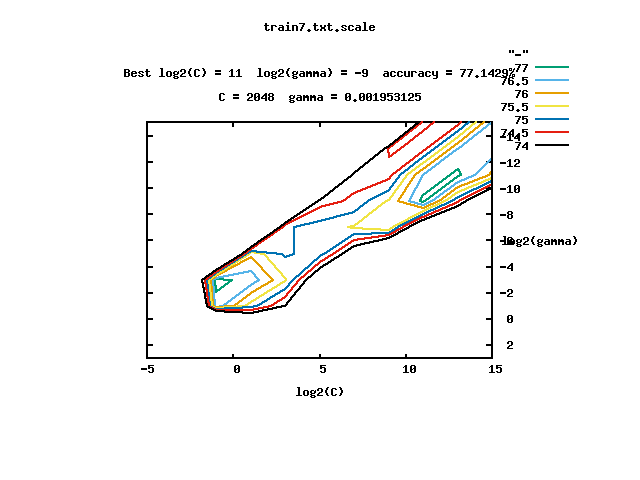 train7.txt.scale
Best log2(C) = 11 log2(gamma) = -9 accuracy = 77.1429%
C = 2048 gamma = 0.001953125
"-"
77
76.5
76
75.5
75
74.5
74
-14
-12
-10
-8
-6
-4
-2
0
2
log2(gamma)
-5 0 5 10 15
log2(C)